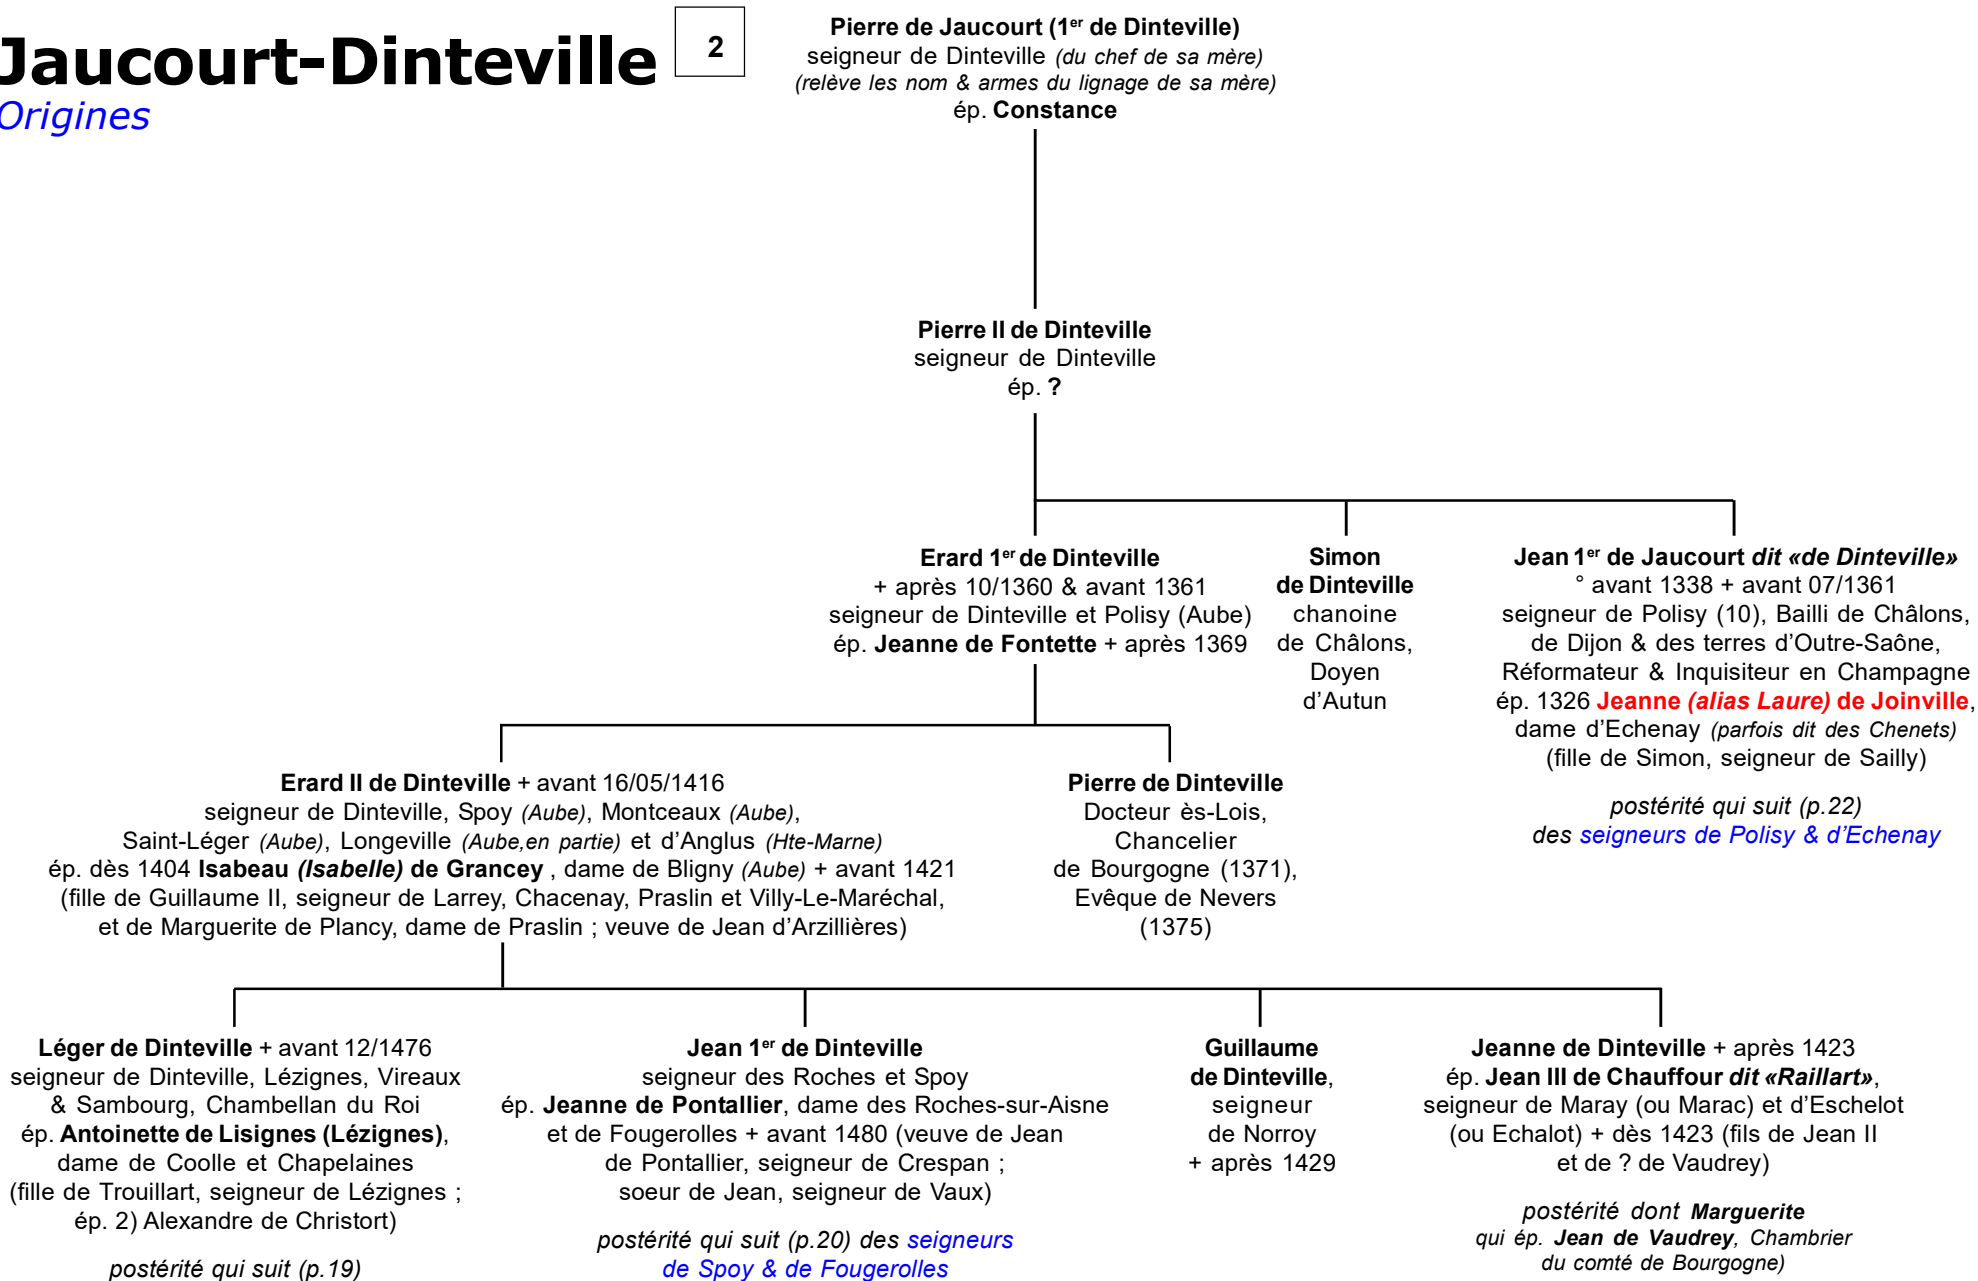 Jaucourt-Dinteville
2
Origines
Pierre de Jaucourt (1er de Dinteville)
seigneur de Dinteville (du chef de sa mère)
(relève les nom & armes du lignage de sa mère)
ép. Constance
Pierre II de Dinteville
seigneur de Dinteville
ép. ?
Erard 1er de Dinteville
+ après 10/1360 & avant 1361
seigneur de Dinteville et Polisy (Aube)
ép. Jeanne de Fontette + après 1369
Simon
de Dinteville
chanoine
de Châlons,
Doyen
d'Autun
Jean 1er de Jaucourt dit «de Dinteville»
° avant 1338 + avant 07/1361
seigneur de Polisy (10), Bailli de Châlons,
de Dijon & des terres d'Outre-Saône,
Réformateur & Inquisiteur en Champagne
ép. 1326 Jeanne (alias Laure) de Joinville,
dame d'Echenay (parfois dit des Chenets)
(fille de Simon, seigneur de Sailly)
postérité qui suit (p.22)
des seigneurs de Polisy & d'Echenay
Erard II de Dinteville + avant 16/05/1416
seigneur de Dinteville, Spoy (Aube), Montceaux (Aube),
Saint-Léger (Aube), Longeville (Aube,en partie) et d'Anglus (Hte-Marne)
ép. dès 1404 Isabeau (Isabelle) de Grancey , dame de Bligny (Aube) + avant 1421
(fille de Guillaume II, seigneur de Larrey, Chacenay, Praslin et Villy-Le-Maréchal,
et de Marguerite de Plancy, dame de Praslin ; veuve de Jean d'Arzillières)
Pierre de Dinteville
Docteur ès-Lois,
Chancelier
de Bourgogne (1371),
Evêque de Nevers
(1375)
Léger de Dinteville + avant 12/1476
seigneur de Dinteville, Lézignes, Vireaux
& Sambourg, Chambellan du Roi
ép. Antoinette de Lisignes (Lézignes),
dame de Coolle et Chapelaines
(fille de Trouillart, seigneur de Lézignes ;
ép. 2) Alexandre de Christort)
postérité qui suit (p.19)
Jean 1er de Dinteville
seigneur des Roches et Spoy
ép. Jeanne de Pontallier, dame des Roches-sur-Aisne
et de Fougerolles + avant 1480 (veuve de Jean
de Pontallier, seigneur de Crespan ;
soeur de Jean, seigneur de Vaux)
postérité qui suit (p.20) des seigneurs
de Spoy & de Fougerolles
Guillaume
de Dinteville,
seigneur
de Norroy
+ après 1429
Jeanne de Dinteville + après 1423
ép. Jean III de Chauffour dit «Raillart»,
seigneur de Maray (ou Marac) et d'Eschelot
(ou Echalot) + dès 1423 (fils de Jean II
et de ? de Vaudrey)
postérité dont Marguerite
qui ép. Jean de Vaudrey, Chambrier
du comté de Bourgogne)